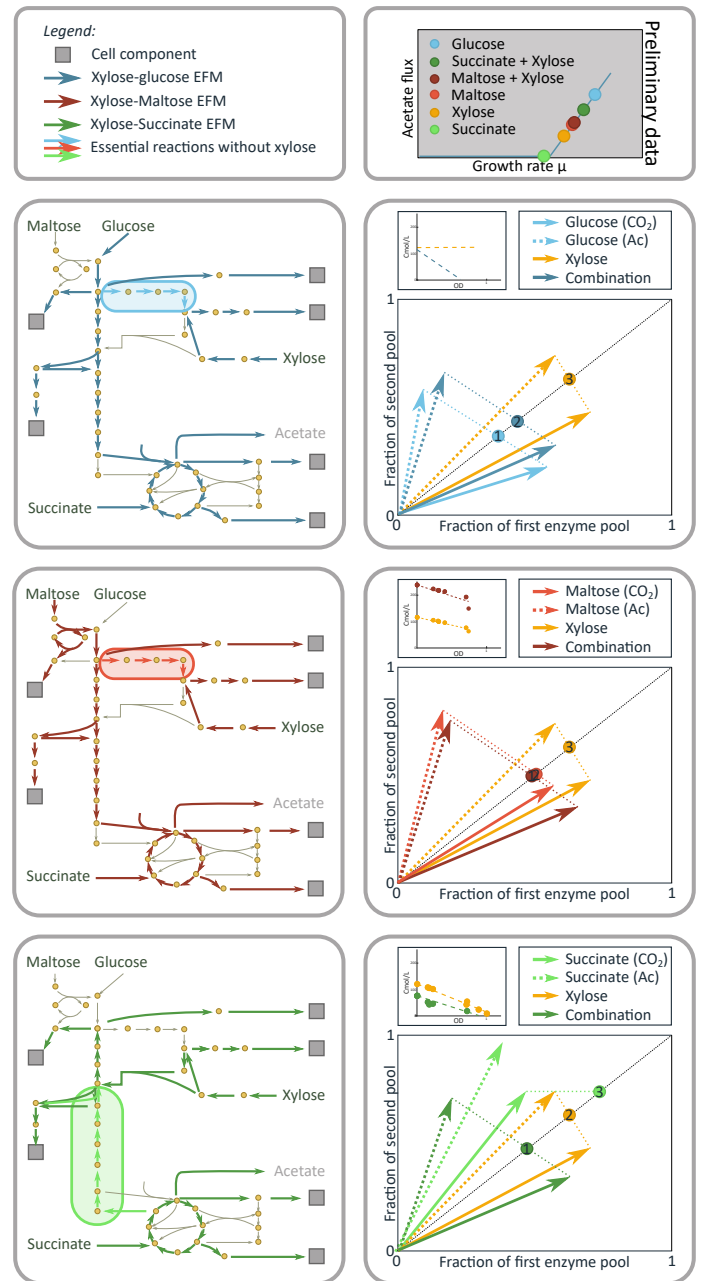 Legend:
Cell component
Xylose-glucose EFM
Xylose-Maltose EFM
Xylose-Succinate EFM
Essential reactions without xylose
Acetate flux
Glucose
Succinate + Xylose
Maltose + Xylose
Maltose
Xylose
Succinate
Growth rate μ
Preliminary data
Maltose
Glucose
Xylose
Acetate
Succinate
Cmol/L
OD
Glucose (CO₂)
Glucose (Ac)
Xylose
Combination
Fraction of second pool
1
3
2
1
0
Fraction of first enzyme pool
1
Maltose
Glucose
Xylose
Acetate
Succinate
Cmol/L
OD
Maltose (CO₂)
Maltose (Ac)
Xylose
Combination
Fraction of second pool
1
3
1
2
0
Fraction of first enzyme pool
1
Maltose
Glucose
Xylose
Acetate
Succinate
Cmol/L
OD
Succinate (CO₂)
Succinate (Ac)
Xylose
Combination
Fraction of second pool
1
3
2
1
0
Fraction of first enzyme pool
1